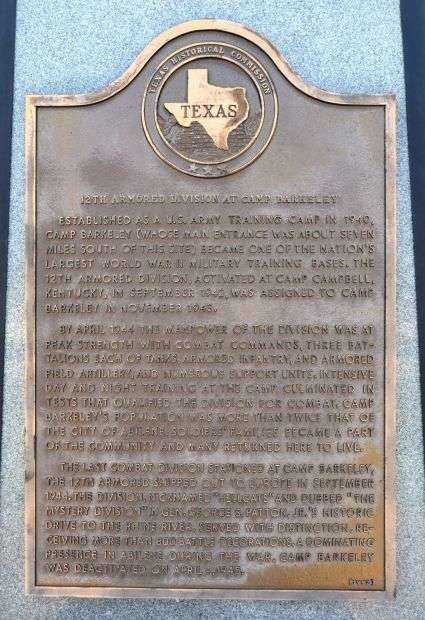 TEXAS HISTORICAL COMMISSION
TEXAS
12TH ARMORED DIVISION AT CAMP BARKELEY
ESTABLISHED AS A U.S. ARMY TRAINING CAMP IN 1940,
CAMP BARKELEY (WHOSE MAIN ENTRANCE WAS ABOUT SEVEN
MILES SOUTH OF THIS SITE) BECAME ONE OF THE NATION'S
LARGEST WORLD WAR II MILITARY TRAINING BASES. THE
12TH ARMORED DIVISION, ACTIVATED AT CAMP CAMPBELL,
KENTUCKY, IN SEPTEMBER 1942, WAS ASSIGNED TO CAMP
BARKELEY IN NOVEMBER 1943.
BY APRIL 1944 THE MANPOWER OF THE DIVISION WAS AT
PEAK STRENGTH WITH COMBAT COMMANDS, THREE BAT-
TALIONS EACH OF TANKS, ARMORED INFANTRY, AND ARMORED
FIELD ARTILLERY, AND NUMEROUS SUPPORT UNITS. INTENSIVE
DAY AND NIGHT TRAINING AT THE CAMP CULMINATED IN
TESTS THAT QUALIFIED THE DIVISION FOR COMBAT. CAMP
BARKELEY'S POPULATION WAS MORE THAN TWICE THAT OF
THE CITY OF ABILENE. SOLDIERS' FAMILIES BECAME A PART
OF THE COMMUNITY AND MANY RETURNED HERE TO LIVE.
THE LAST COMBAT DIVISION STATIONED AT CAMP BARKELEY,
THE 12TH ARMORED SHIPPED OUT TO EUROPE IN SEPTEMBER
1944. THE DIVISION, NICKNAMED "HELLCATS" AND DUBBED "THE
MYSTERY DIVISION" IN GEN. GEORGE S. PATTON, JR.'S HISTORIC
DRIVE TO THE RHINE RIVER, SERVED WITH DISTINCTION, RE-
CEIVING MORE THAN BATTLE DECORATIONS. A DOMINATING
PRESENCE IN ABILENE DURING THE WAR, CAMP BARKELEY
WAS DEACTIVATED ON APRIL 1945.